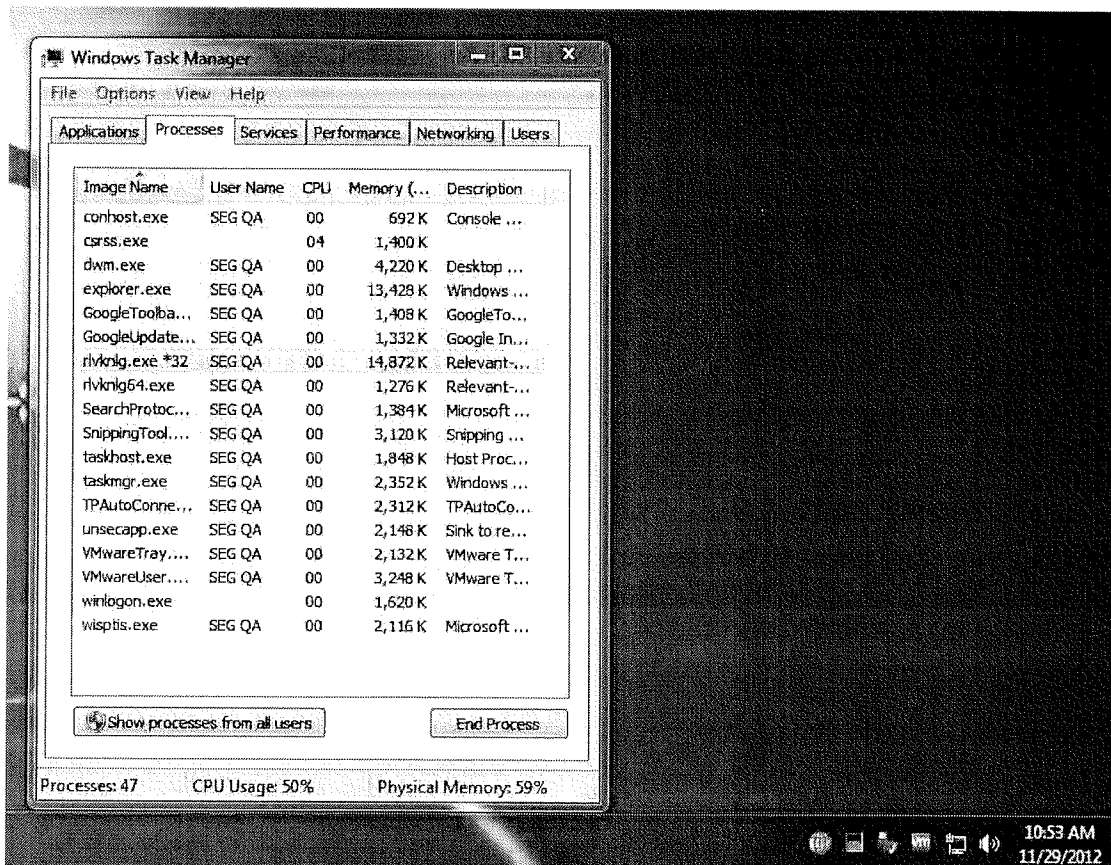 Windows Task Manager
File Options View Help
Applications Processes Services Performance Networking Users
Image Name User Name CPU Memory (... Description
conhost.exe SEG QA 00 692 K Console ...
csrss.exe 04 1,400 K
dwm.exe SEG QA 00 4,220 K Desktop ...
explorer.exe SEG QA 00 13,428 K Windows ...
GoogleToolba... SEG QA 00 1,408 K GoogleTo...
GoogleUpdate... SEG QA 00 1,332 K Google In...
rlvknlg.exe *32 SEG QA 00 14,872 K Relevant-...
rlvknlg64.exe SEG QA 00 1,276 K Relevant-...
SearchProtoc... SEG QA 00 1,384 K Microsoft ...
SnippingTool.... SEG QA 00 3,120 K Snipping ...
taskhost.exe SEG QA 00 1,848 K Host Proc...
taskmgr.exe SEG QA 00 2,352 K Windows ...
TPAutoConne... SEG QA 00 2,312 K TPAutoCo...
unsecapp.exe SEG QA 00 2,148 K Sink to re...
VMwareTray.... SEG QA 00 2,132 K VMware T...
VMwareUser.... SEG QA 00 3,248 K VMware T...
winlogon.exe 00 1,620 K
wisptis.exe SEG QA 00 2,116 K Microsoft ...
Show processes from all users End Process
Processes: 47 CPU Usage: 50% Physical Memory: 59%
10:53 AM
11/29/2012